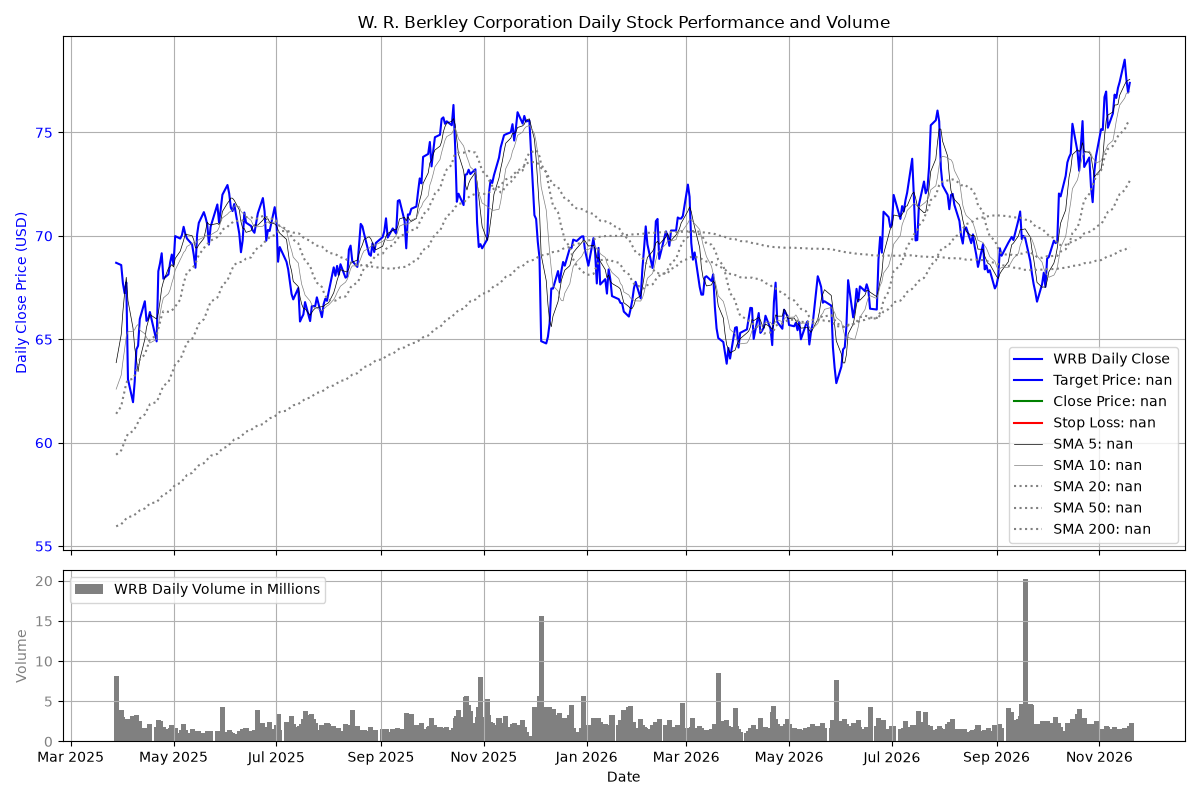 W. R. Berkley Corporation Daily Stock Performance and Volume
Daily Close Price (USD)
75
70
65
60
55
WRB Daily Close
Target Price: nan
Close Price: nan
Stop Loss: nan
SMA 5: nan
SMA 10: nan
SMA 20: nan
SMA 50: nan
SMA 200: nan
Volume
20
15
10
5
0
WRB Daily Volume in Millions
Mar 2025 May 2025 Jul 2025 Sep 2025 Nov 2025 Jan 2026 Mar 2026 May 2026 Jul 2026 Sep 2026 Nov 2026
Date